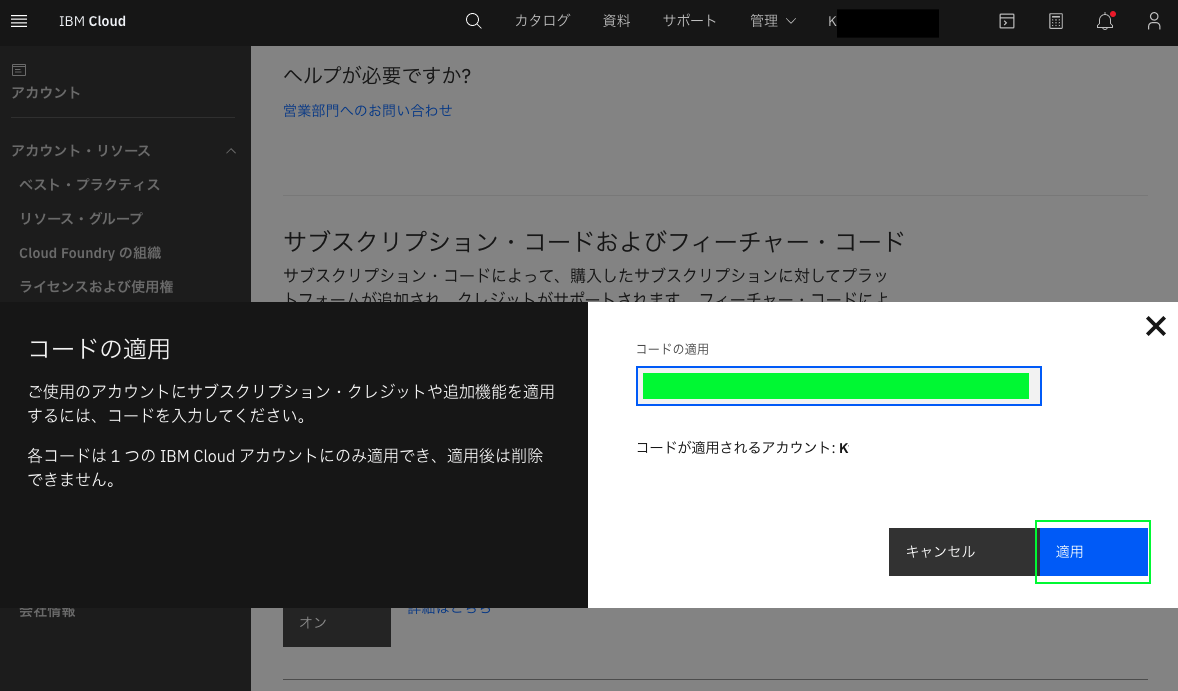 IBM Cloud
カタログ
資料
サポート
管理
K
アカウント
アカウント・リソース
ベスト・プラクティス
リソース・グループ
Cloud Foundry の組織
ライセンスおよび使用権
ヘルプが必要ですか?
営業部門へのお問い合わせ
サブスクリプション・コードおよびフィーチャー・コード
サブスクリプション・コードによって、購入したサブスクリプションに対してプラッ
トフォームが追加され、クレジットがサポートされます。フィーチャー・コードによ
コードの適用
ご使用のアカウントにサブスクリプション・クレジットや追加機能を適用
するには、コードを入力してください。
各コードは 1 つの IBM Cloud アカウントにのみ適用でき、適用後は削除
できません。
コードの適用
コードが適用されるアカウント: K
キャンセル
適用
会社情報
オン
詳細はこちら